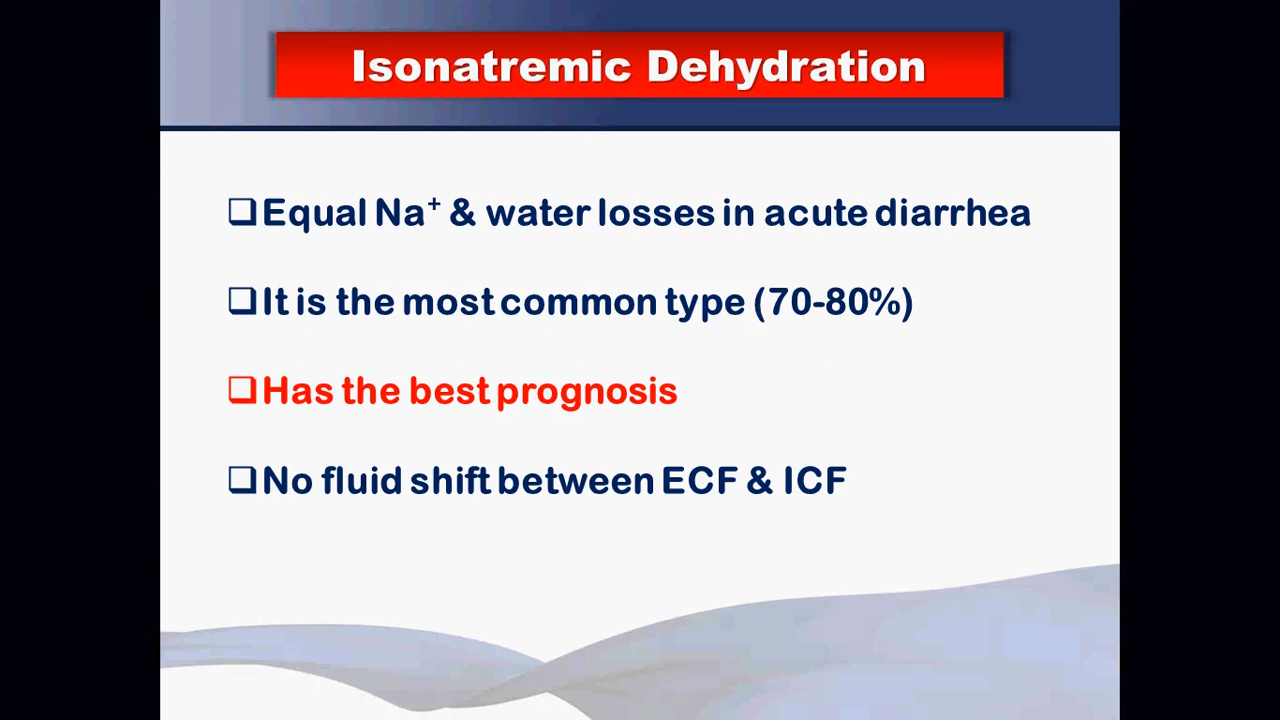 Isonatremic Dehydration
❑Equal Na⁺ & water losses in acute diarrhea
❑It is the most common type (70-80%)
❑Has the best prognosis
❑No fluid shift between ECF & ICF